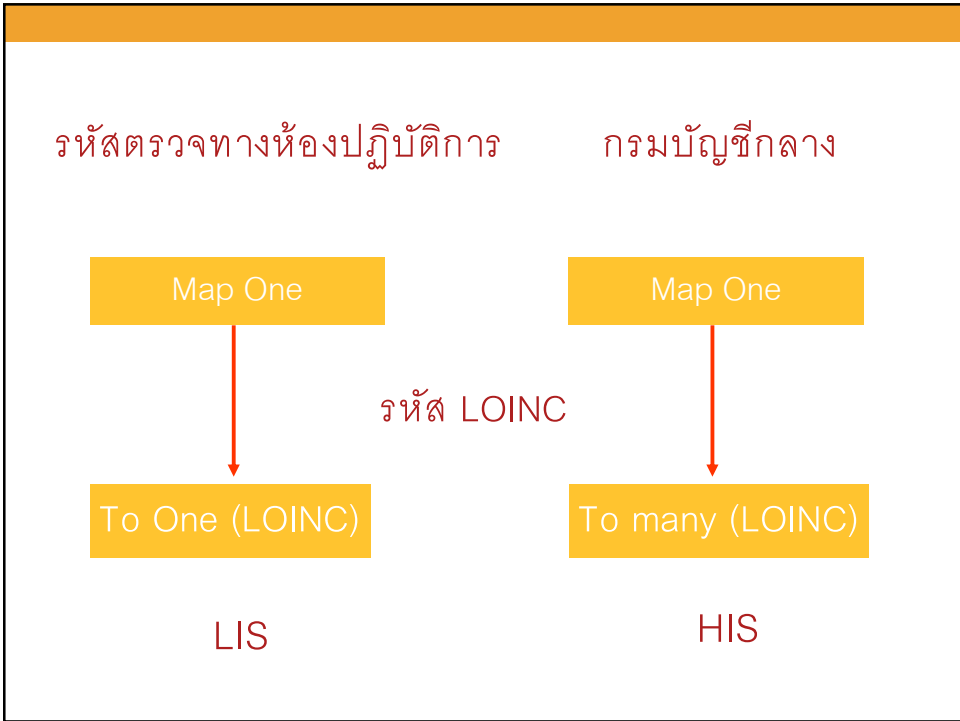 รหัสตรวจทางห้องปฏิบัติการ
กรมบัญชีกลาง
Map One
Map One
รหัส LOINC
To One (LOINC)
To many (LOINC)
LIS
HIS